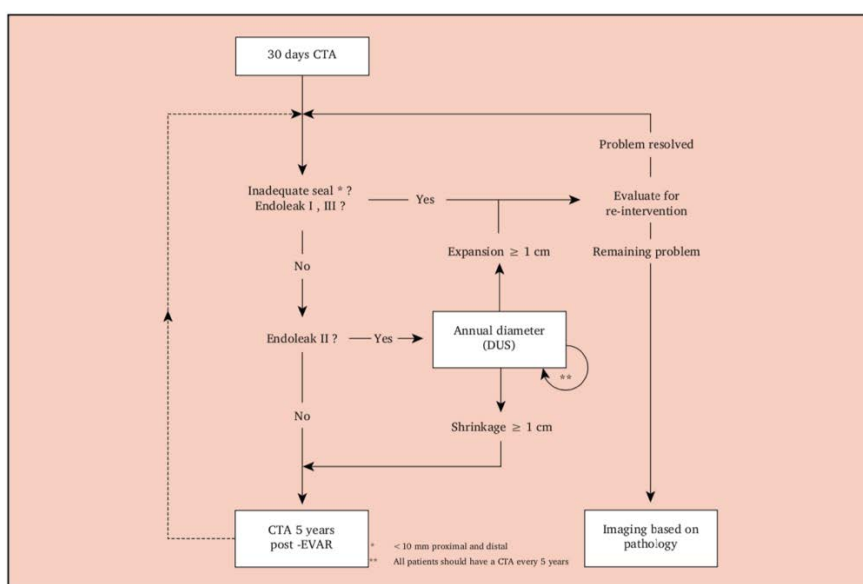 30 days CTA
Problem resolved
Inadequate seal * ?
Endoleak I , III ?
Yes
Evaluate for
re-intervention
Expansion ≥ 1 cm
Remaining problem
No
Endoleak II ?
Yes
Annual diameter
(DUS)
**
No
Shrinkage ≥ 1 cm
CTA 5 years
post -EVAR
* < 10 mm proximal and distal
** All patients should have a CTA every 5 years
Imaging based on
pathology